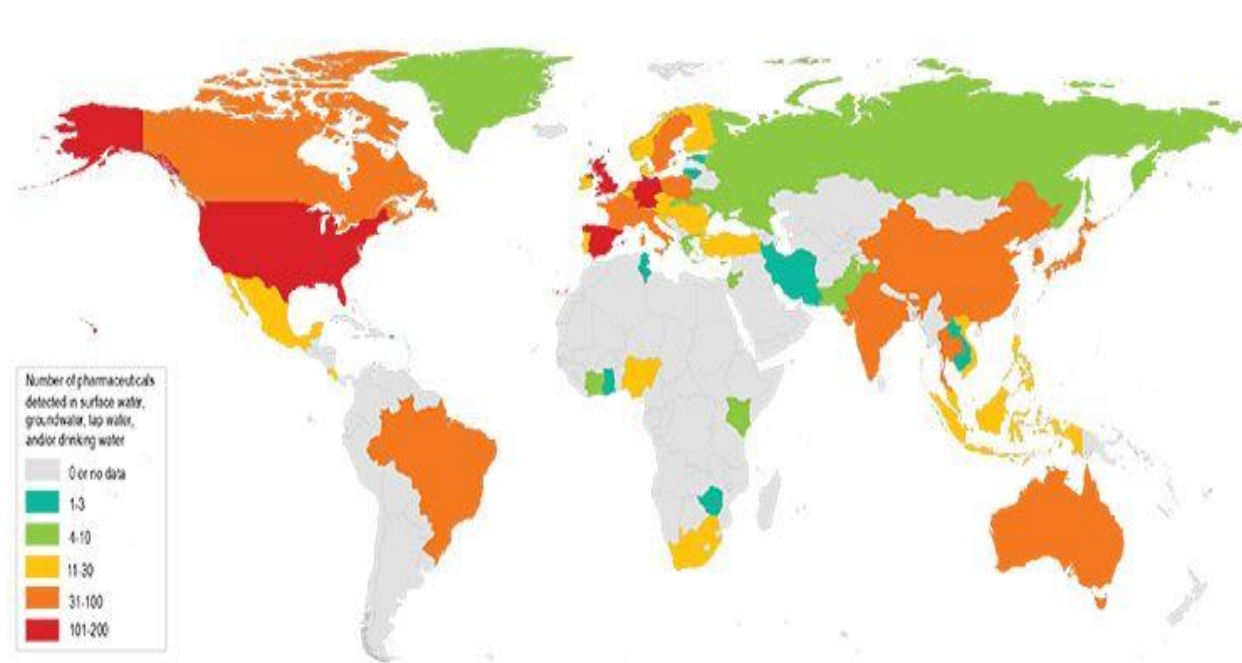 Number of pharmaceuticals
detected in surface water,
groundwater, tap water,
and/or drinking water
0 or no data
1-3
4-10
11-30
31-100
101-200